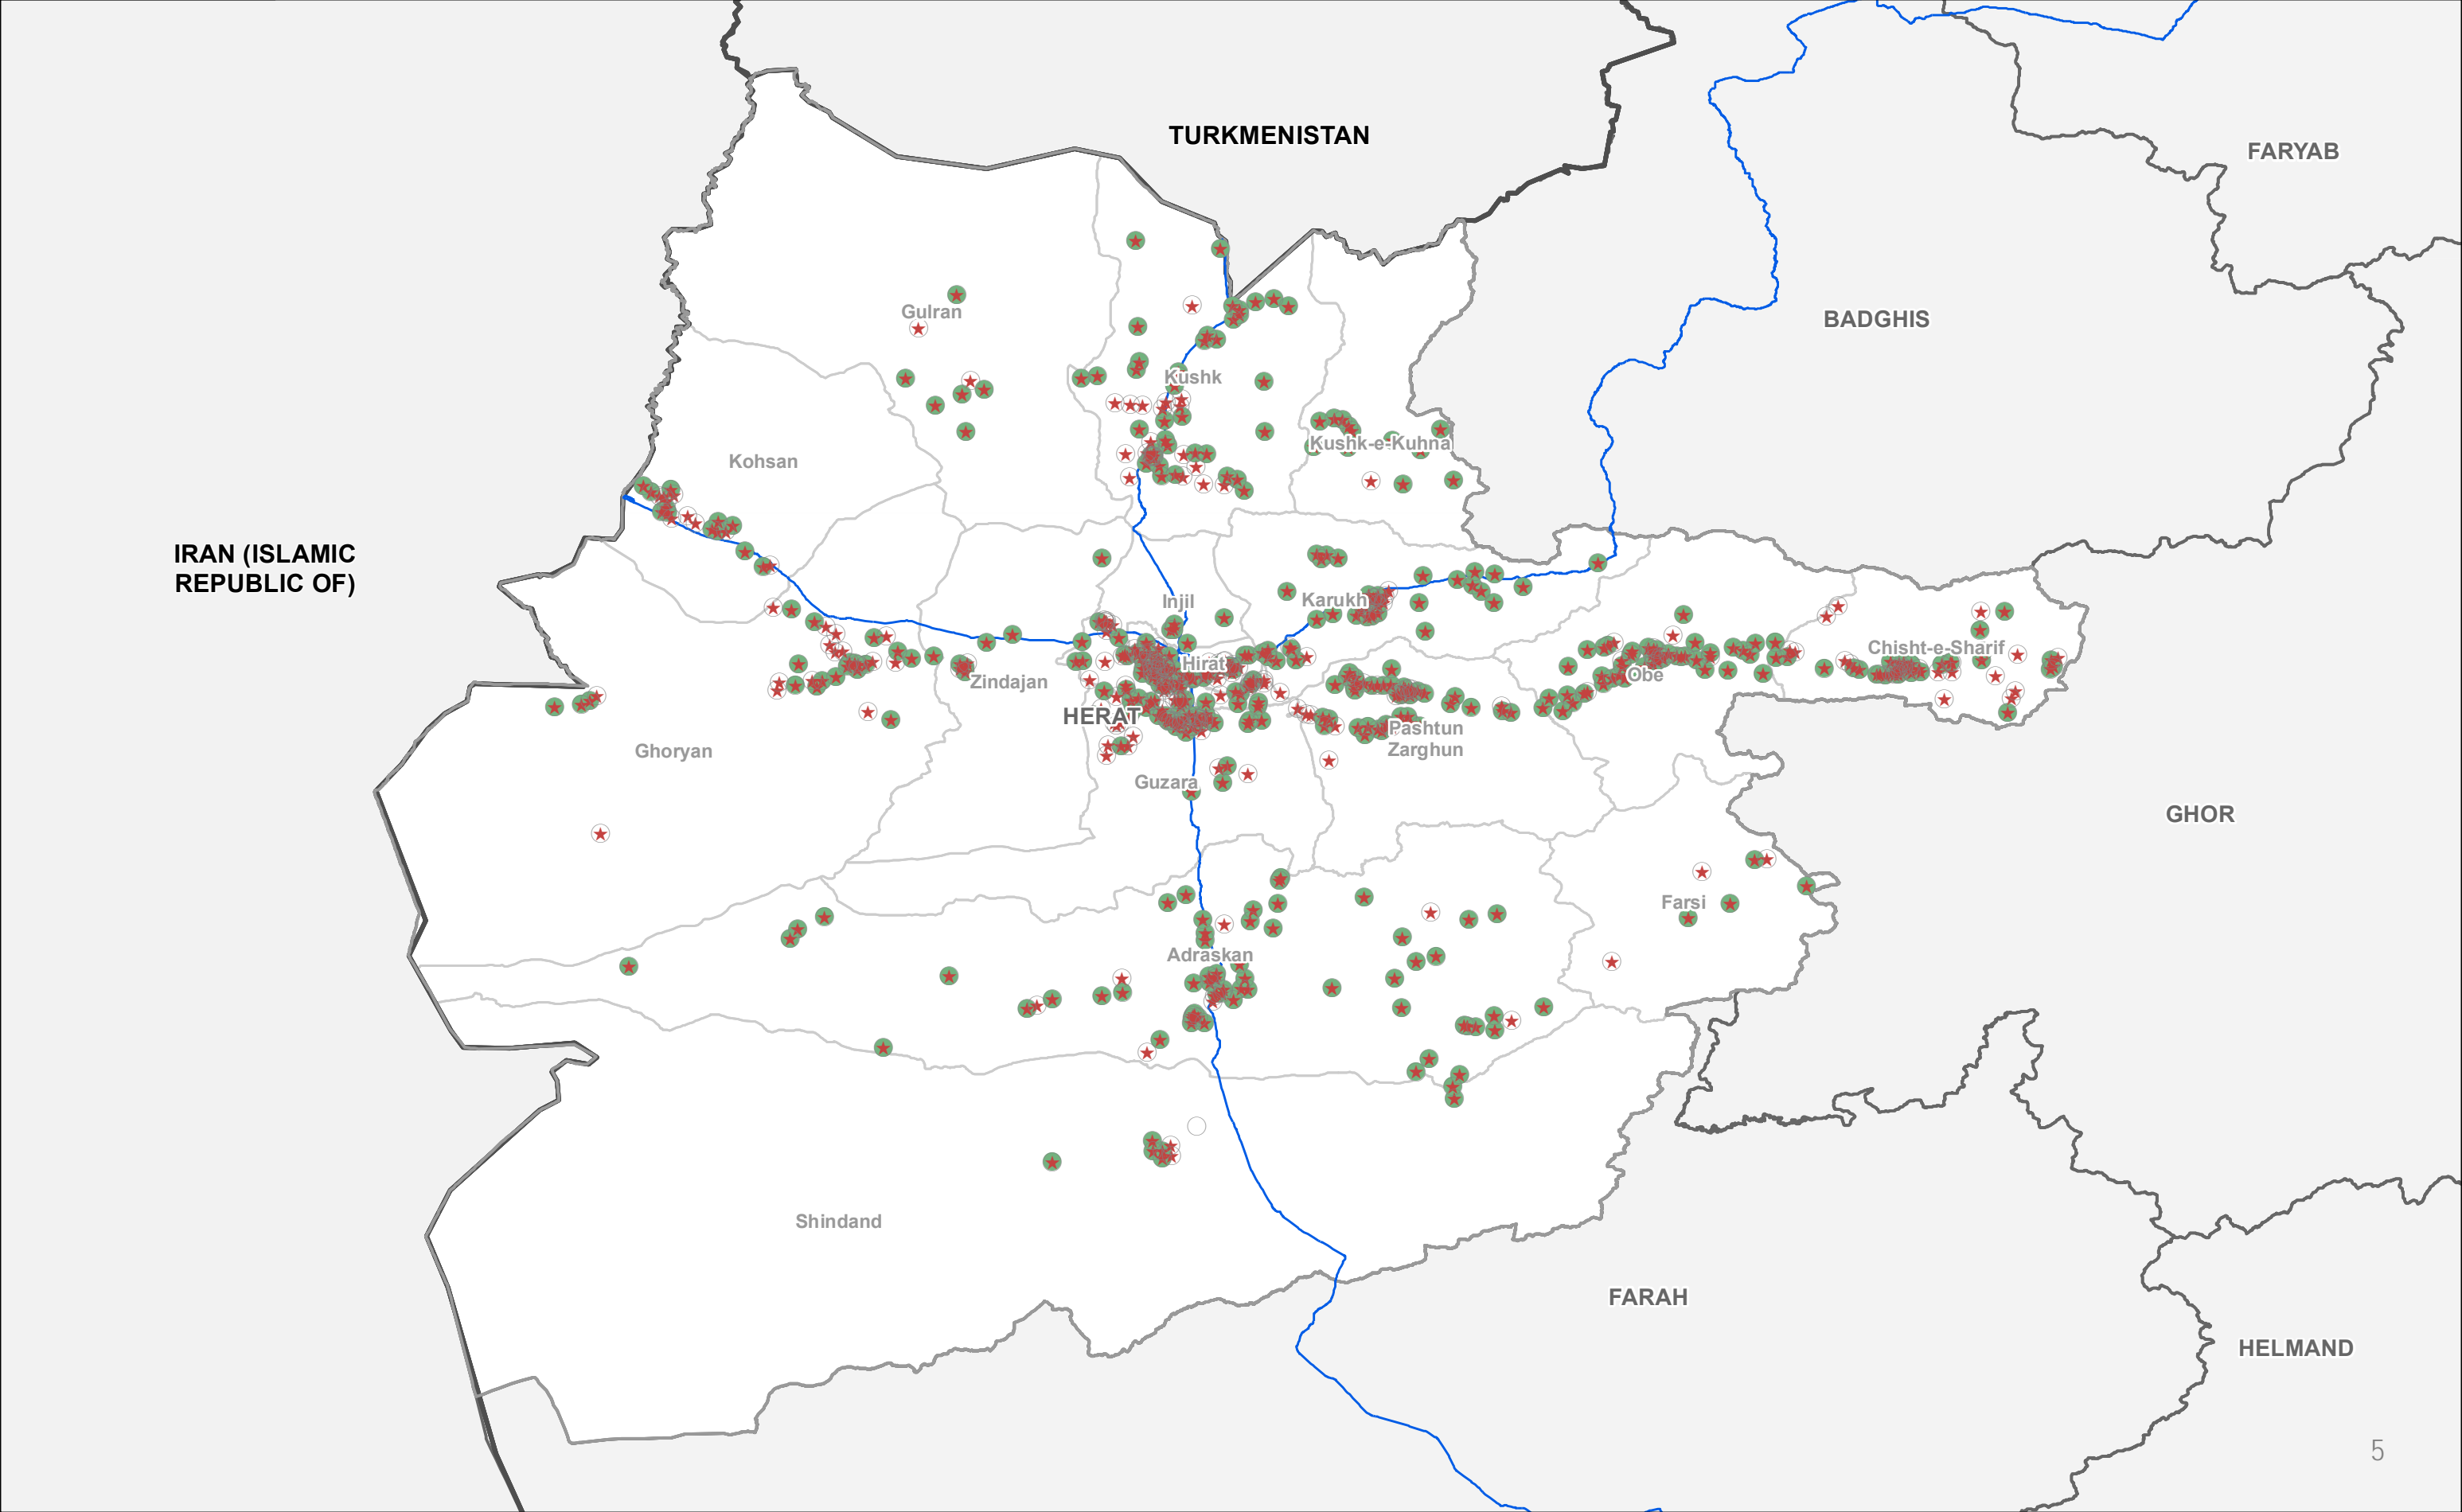 TURKMENISTAN
FARYAB
Gulran
BADGHIS
Kushk
Kushk-e-Kuhna
Kohsan
IRAN (ISLAMIC
REPUBLIC OF)
Injil
Karukh
Chisht-e-Sharif
Hirat
Zindajan
Obe
HERAT
Pashtun
Zarghun
Ghoryan
Guzara
GHOR
Farsi
Adraskan
Shindand
FARAH
HELMAND
5